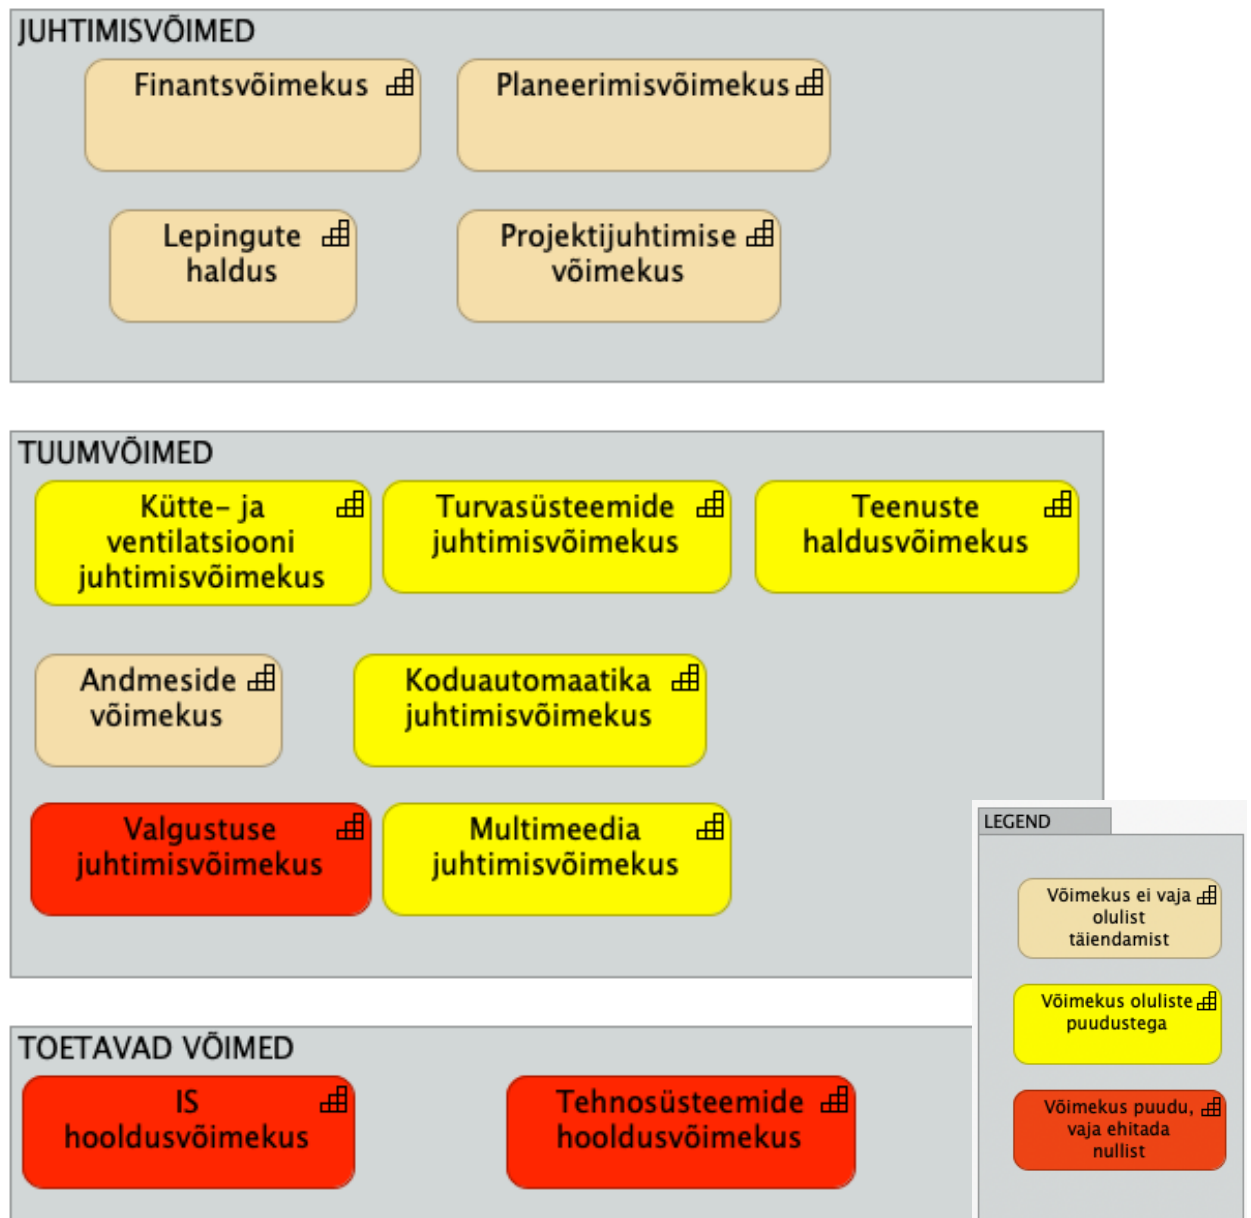 JUHTIMISVÕIMED
Finantsvõimekus
Planeerimisvõimekus
Lepingute
haldus
Projektijuhtimise
võimekus
TUUMVÕIMED
Kütte- ja
ventilatsiooni
juhtimisvõimekus
Turvasüsteemide
juhtimisvõimekus
Teenuste
haldusvõimekus
Andmeside
võimekus
Koduautomaatika
juhtimisvõimekus
Valgustuse
juhtimisvõimekus
Multimeedia
juhtimisvõimekus
TOETAVAD VÕIMED
IS
hooldusvõimekus
Tehnosüsteemide
hooldusvõimekus
LEGEND
Võimekus ei vaja
olulist
täiendamist
Võimekus oluliste
puudustega
Võimekus puudu,
vaja ehitada
nullist